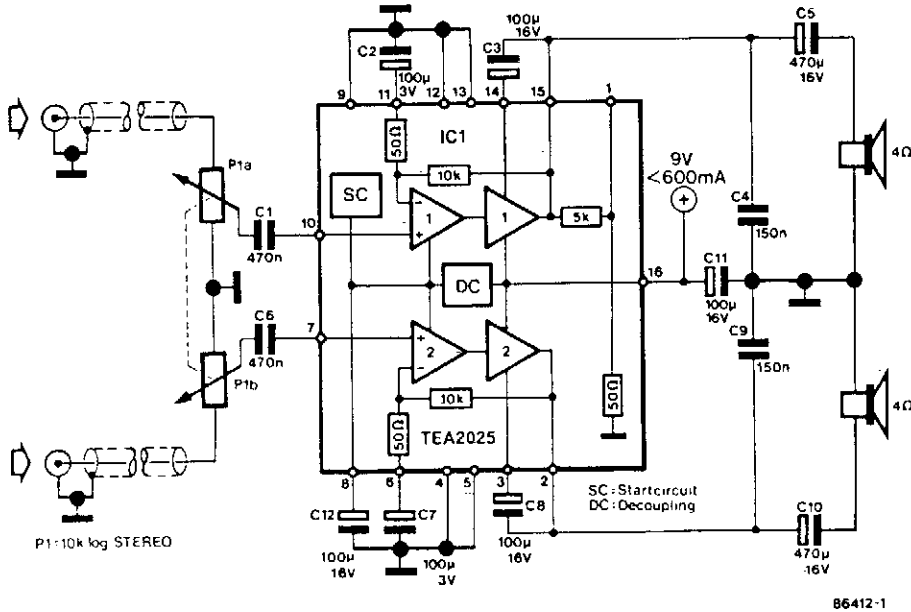 100µ
16V
C5
C2
C3
470µ
16V
100µ
3V
9
11
12
13
14
15
1
IC1
50Ω
9V
<600mA
4Ω
P1a
10k
SC
C1
1
1
5k
C4
10
470n
150n
DC
16
C11
C6
7
100µ
16V
C9
470n
2
2
150n
P1b
10k
50Ω
50Ω
4Ω
TEA2025
8
6
4
5
3
2
SC:Startcircuit
DC:Decoupling
C12
C7
C8
C10
P1:10k log STEREO
100µ
16V
100µ
3V
100µ
16V
470µ
16V
86412-1